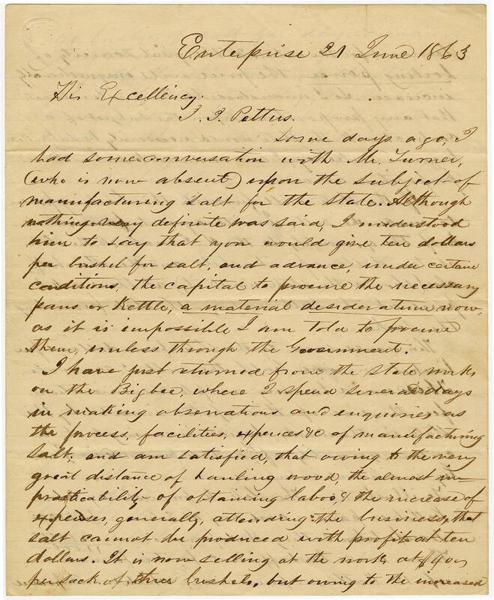 Enterprise 21 June 1863
His Excellency.
J. J. Pettus.
Some days ago, I
had some conversation with Mr. Turner,
(who is now absent) upon the subject of
manufacturing salt for the State. Although
nothing very definite was said, I understood
him to say that you would give ten dollars
per bushel for salt, and advance, under certain
conditions, the capital to procure the necessary
pans or Kettle, a material desideratum now,
as it is impossible I am told to procure
them, unless through the Government.
I have just returned from the State works
on the Bigbee, where I spend several days
in making observations and enquiries as
the process, facilities, expences &c of manufacturing
salt, and am satisfied, that owing to the very
great distance of hauling wood, the almost im-
practicability of obtaining labor & the increase of
expenses, generally, attending the business, that
salt cannot be produced with profit at ten
dollars. It is now selling at the works at
per sack of three bushels, but owing to the increased